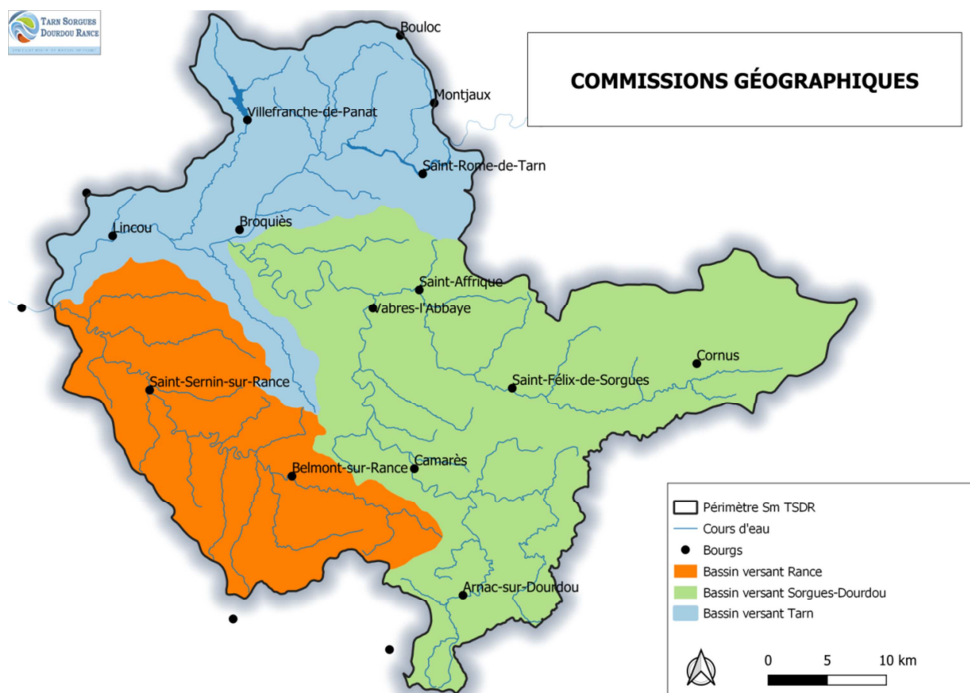 TARN SORGUES
DOURDOU RANCE
COMMISSIONS GÉOGRAPHIQUES
Bouloc
Montjaux
Villefranche-de-Panat
Saint-Rome-de-Tarn
Broquiès
Lincou
Saint-Affrique
Vabres-l'Abbaye
Cornus
Saint-Sernin-sur-Rance
Saint-Félix-de-Sorgues
Belmont-sur-Rance
Camarès
Arnac-sur-Dourdou
Périmètre Sm TSDR
Cours d'eau
Bourgs
Bassin versant Rance
Bassin versant Sorgues-Dourdou
Bassin versant Tarn
0 5 10 km